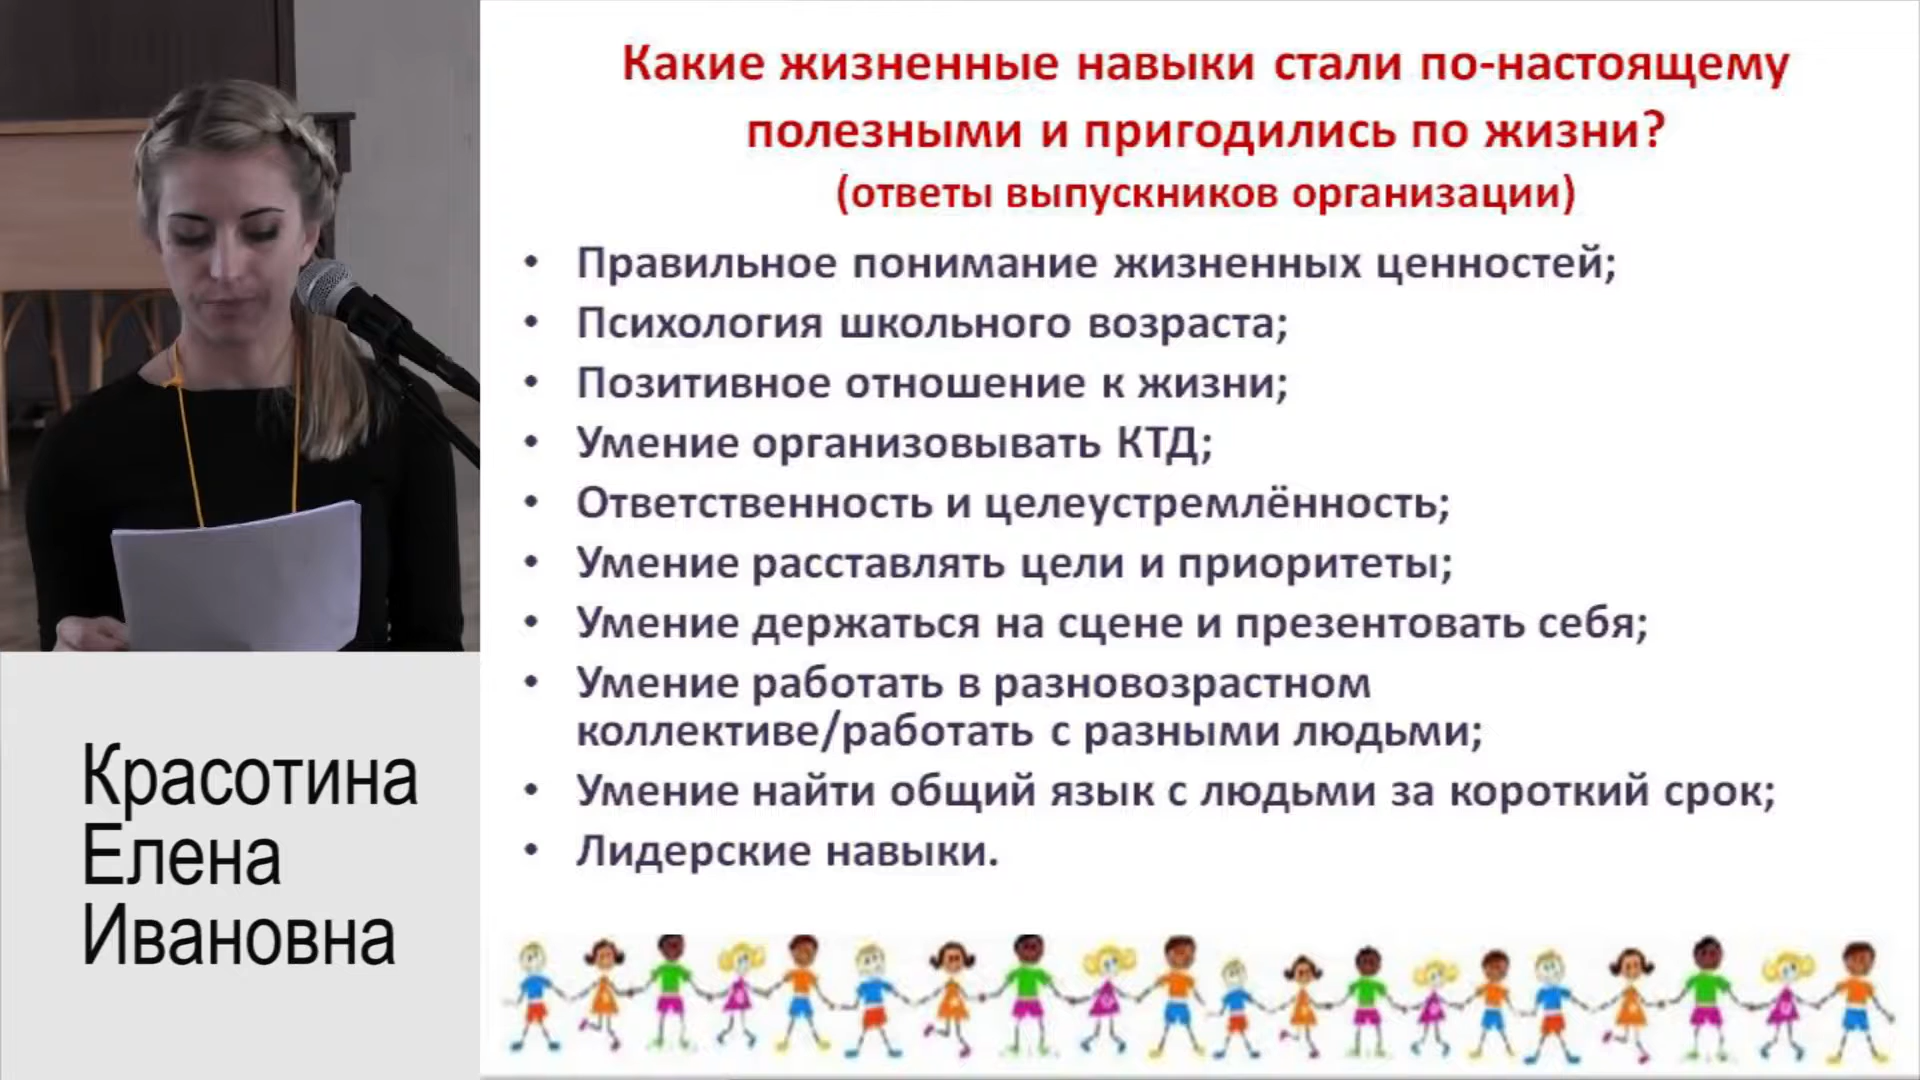 Какие жизненные навыки стали по-настоящему
полезными и пригодились по жизни?
(ответы выпускников организации)
• Правильное понимание жизненных ценностей;
• Психология школьного возраста;
• Позитивное отношение к жизни;
• Умение организовывать КТД;
• Ответственность и целеустремлённость;
• Умение расставлять цели и приоритеты;
• Умение держаться на сцене и презентовать себя;
• Умение работать в разновозрастном
коллективе/работать с разными людьми;
• Умение найти общий язык с людьми за короткий срок;
• Лидерские навыки.
Красотина
Елена
Ивановна